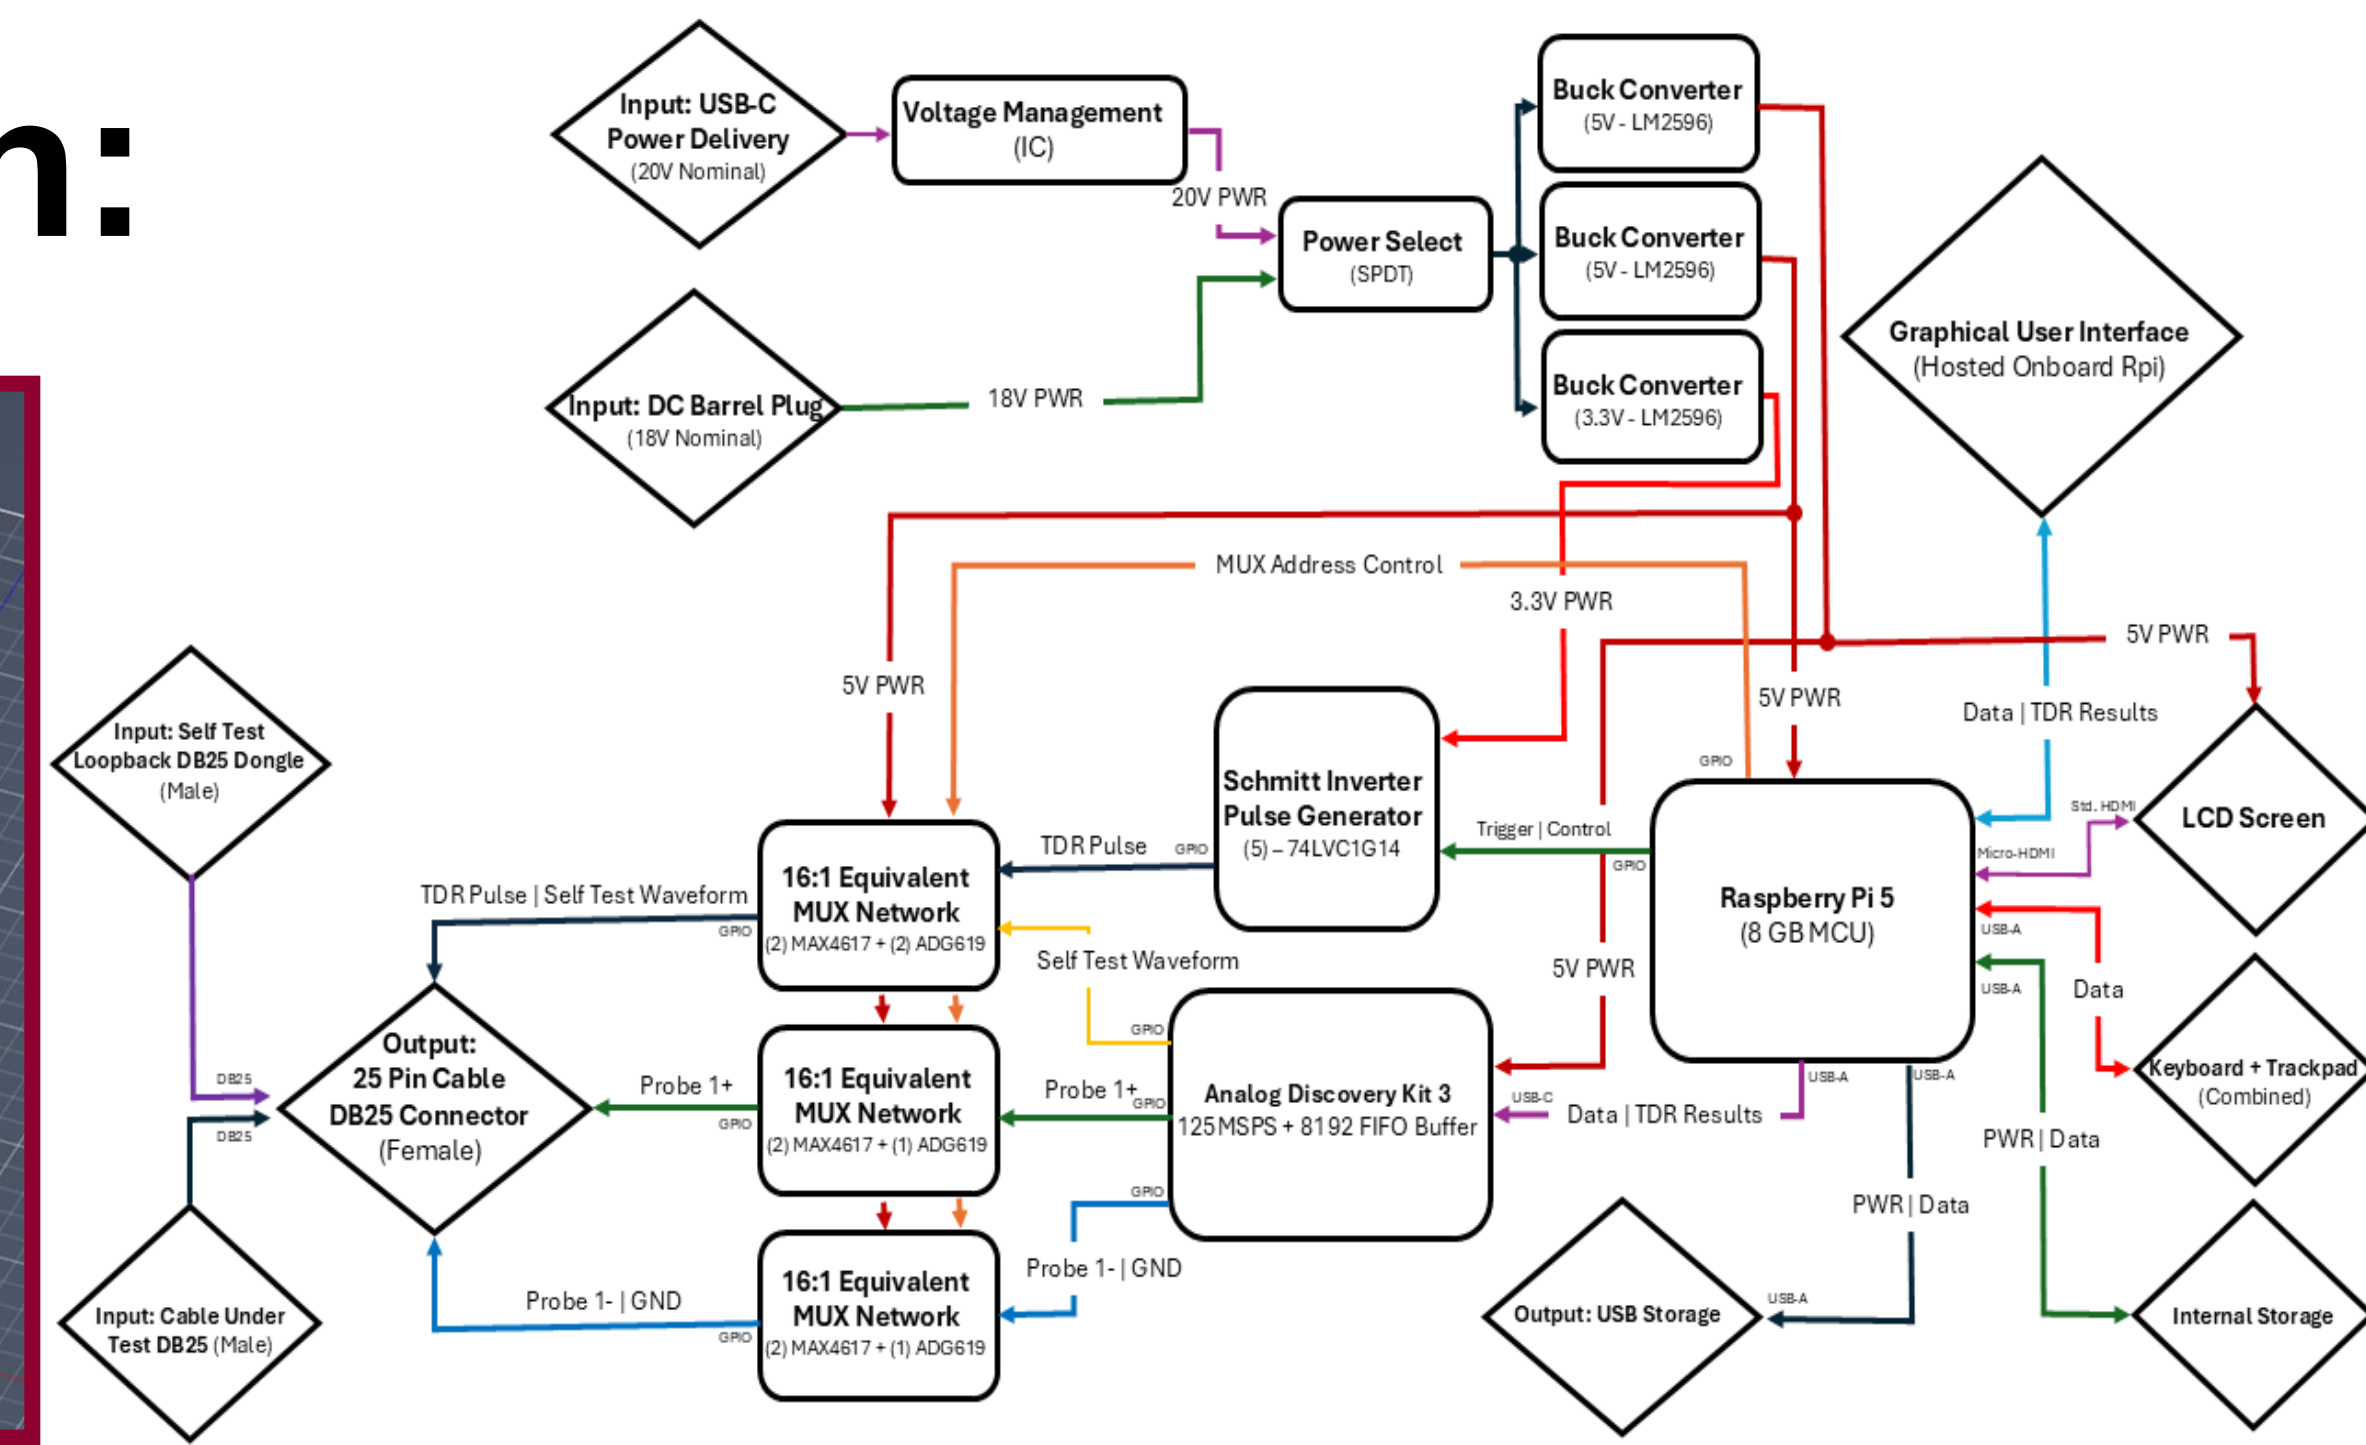 n:
Input: USB-C
Power Delivery
(20V Nominal)
Voltage Management
(IC)
20V PWR
Power Select
(SPDT)
Buck Converter
(5V - LM2596)
Buck Converter
(5V - LM2596)
Buck Converter
(3.3V - LM2596)
Input: DC Barrel Plug
(18V Nominal)
18V PWR
Graphical User Interface
(Hosted Onboard Rpi)
MUX Address Control
3.3V PWR
5V PWR
5V PWR
5V PWR
Data | TDR Results
Input: Self Test
Loopback DB25 Dongle
(Male)
Schmitt Inverter
Pulse Generator
(5) – 74LVC1G14
GPIO
Trigger | Control
GPIO
Raspberry Pi 5
(8 GB MCU)
Std. HDMI
Micro-HDMI
LCD Screen
USB-A
USB-A
Data
Keyboard + Trackpad
(Combined)
TDR Pulse
GPIO
16:1 Equivalent
MUX Network
(2) MAX4617 + (2) ADG619
TDR Pulse | Self Test Waveform
GPIO
Self Test Waveform
GPIO
5V PWR
DB25
DB25
Output:
25 Pin Cable
DB25 Connector
(Female)
Probe 1+
GPIO
16:1 Equivalent
MUX Network
(2) MAX4617 + (1) ADG619
Probe 1+
GPIO
Analog Discovery Kit 3
125MSPS + 8192 FIFO Buffer
USB-C
Data | TDR Results
USB-A
USB-A
PWR | Data
PWR | Data
GPIO
Probe 1- | GND
Input: Cable Under
Test DB25 (Male)
Probe 1- | GND
GPIO
16:1 Equivalent
MUX Network
(2) MAX4617 + (1) ADG619
Output: USB Storage
USB-A
Internal Storage